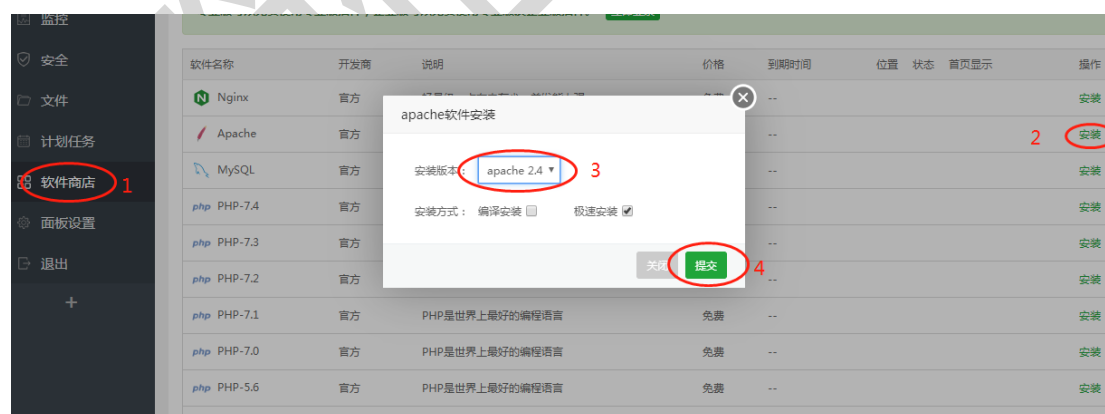 监控
安全
文件
计划任务
软件商店 1
面板设置
退出
+
软件名称 开发商 说明 价格 到期时间 位置 状态 首页显示 操作
Nginx 官方 -- 安装
Apache 官方 -- 2 安装
MySQL 官方 -- 安装
php PHP-7.4 官方 -- 安装
php PHP-7.3 官方 -- 安装
php PHP-7.2 官方 -- 安装
php PHP-7.1 官方 PHP是世界上最好的编程语言 免费 -- 安装
php PHP-7.0 官方 PHP是世界上最好的编程语言 免费 -- 安装
php PHP-5.6 官方 PHP是世界上最好的编程语言 免费 -- 安装
apache软件安装
安装版本： apache 2.4 3
安装方式： 编译安装 极速安装
关闭 提交 4